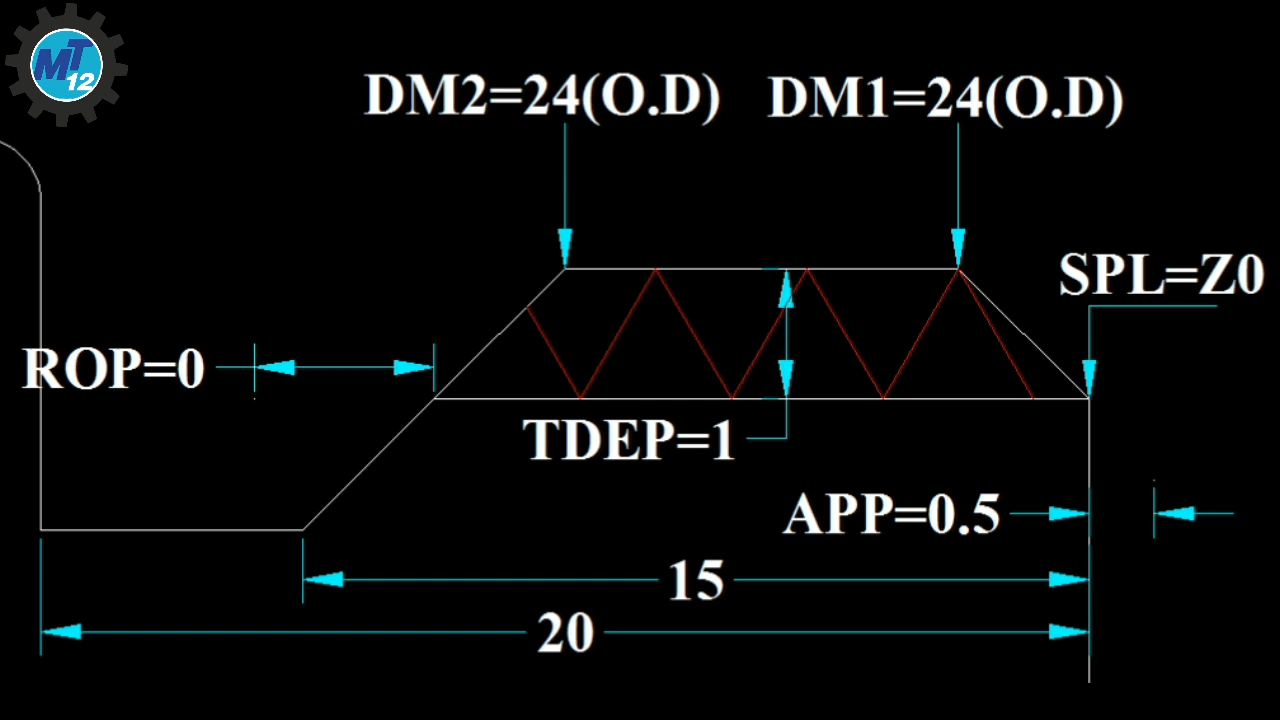 MT
12
DM2=24(O.D)
DM1=24(O.D)
SPL=Z0
ROP=0
TDEP=1
APP=0.5
15
20